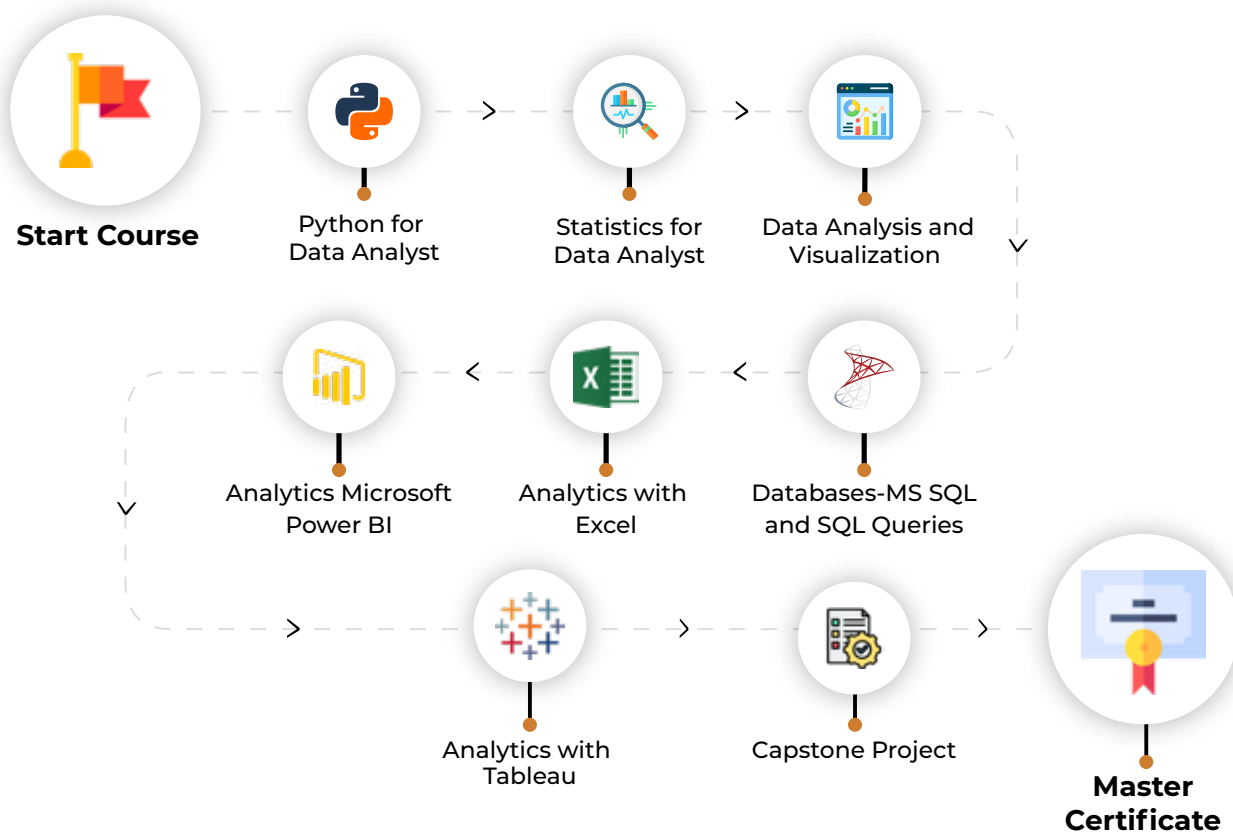 Start Course
Python for
Data Analyst
Statistics for
Data Analyst
Data Analysis and
Visualization
Databases-MS SQL
and SQL Queries
Analytics with
Excel
Analytics Microsoft
Power BI
Analytics with
Tableau
Capstone Project
Master
Certificate